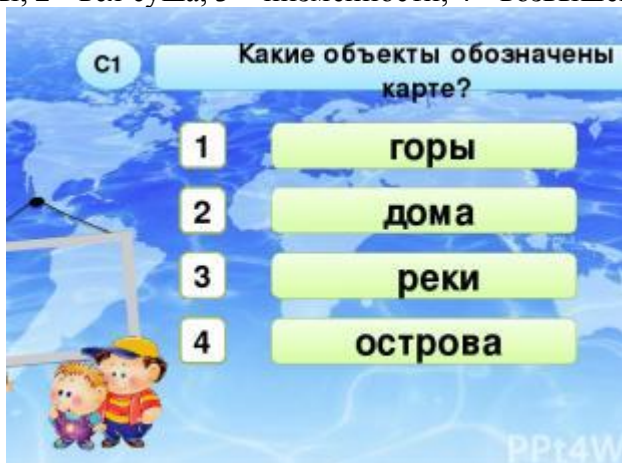 С1
Какие объекты обозначены
карте?
1 горы
2 дома
3 реки
4 острова
PPt4W